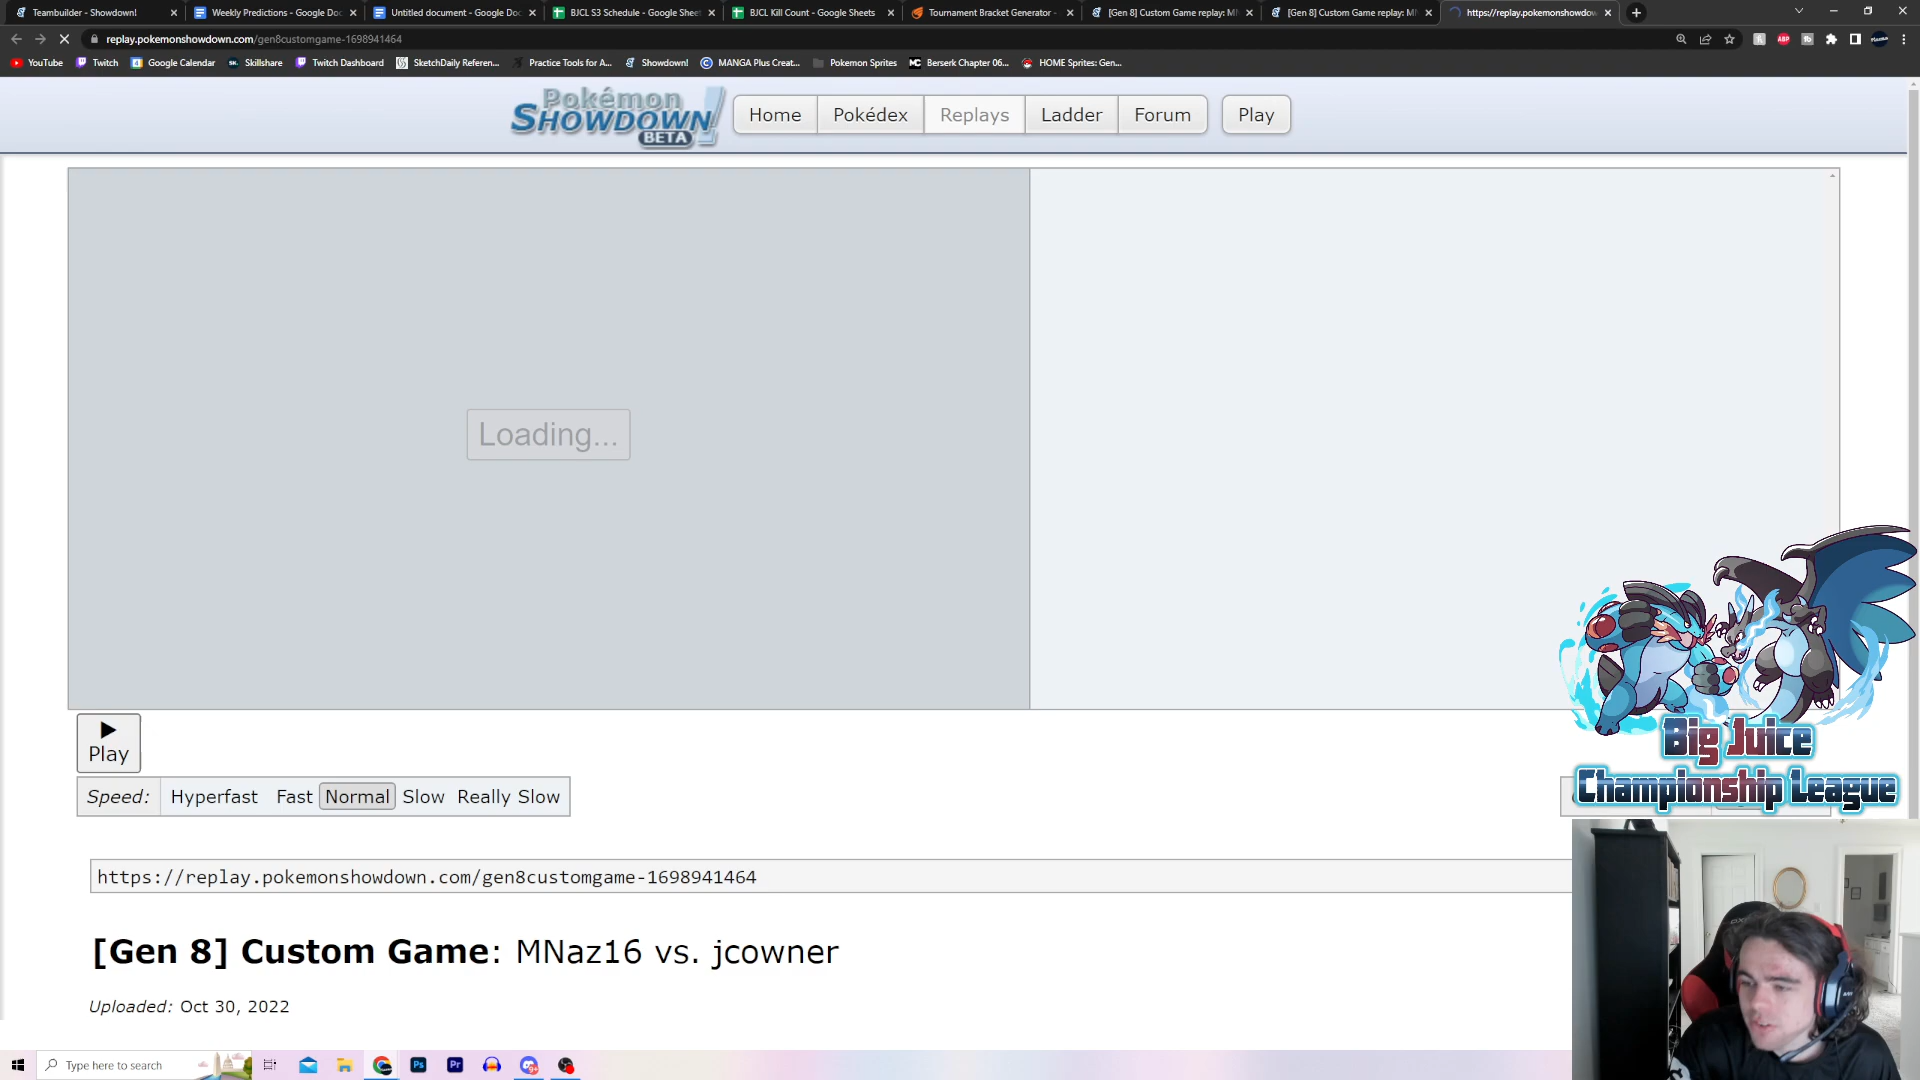 Teambuilder - Showdown!
Weekly Predictions - Google Doc
Untitled document - Google Doc
BJCL S3 Schedule - Google Sheet
BJCL Kill Count - Google Sheets
Tournament Bracket Generator -
[Gen 8] Custom Game replay: M
[Gen 8] Custom Game replay: M
https://replay.pokemonshowdow
replay.pokemonshowdown.com/gen8customgame-1698941464
YouTube
Twitch
Google Calendar
Skillshare
Twitch Dashboard
SketchDaily Referen...
Practice Tools for A...
Showdown!
MANGA Plus Creat...
Pokemon Sprites
Berserk Chapter 06...
HOME Sprites: Gen...
Pokémon
SHOWDOWN!
BETA
Home
Pokédex
Replays
Ladder
Forum
Play
Loading...
Play
Speed:
Hyperfast
Fast
Normal
Slow
Really Slow
Big Juice
Championship League
https://replay.pokemonshowdown.com/gen8customgame-1698941464
[Gen 8] Custom Game: MNaz16 vs. jcowner
Uploaded: Oct 30, 2022
Type here to search